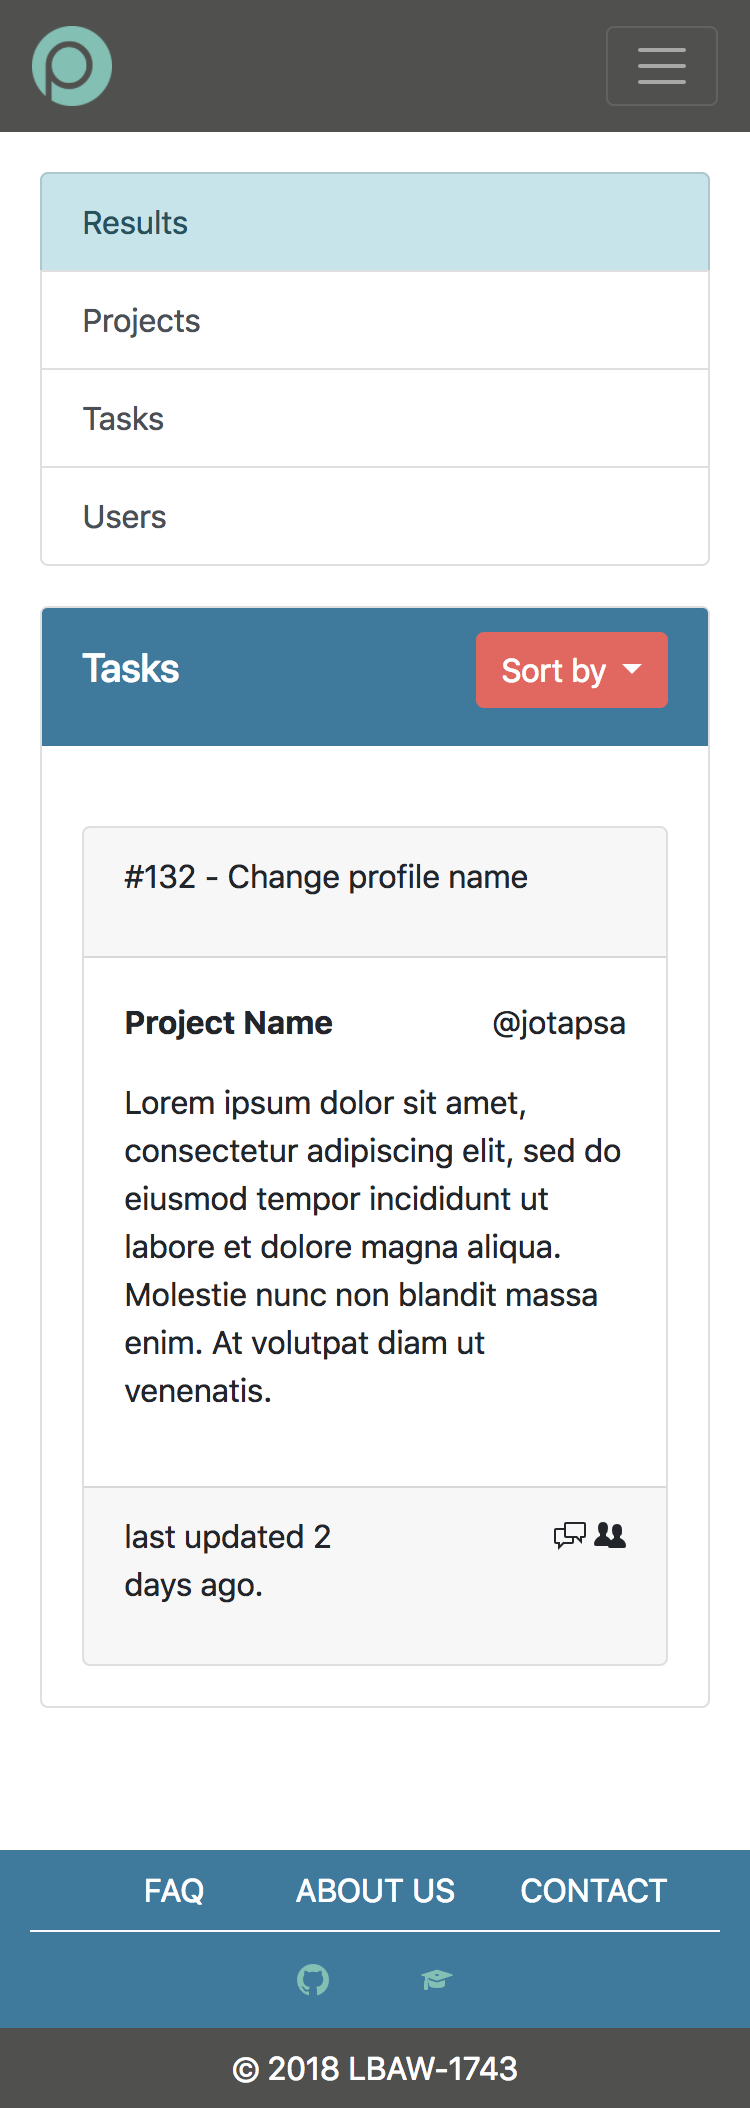 Results
Projects
Tasks
Users
Tasks
Sort by
#132 - Change profile name
Project Name
@jotapsa
Lorem ipsum dolor sit amet,
consectetur adipiscing elit, sed do
eiusmod tempor incididunt ut
labore et dolore magna aliqua.
Molestie nunc non blandit massa
enim. At volutpat diam ut
venenatis.
last updated 2
days ago.
FAQ
ABOUT US
CONTACT
© 2018 LBAW-1743